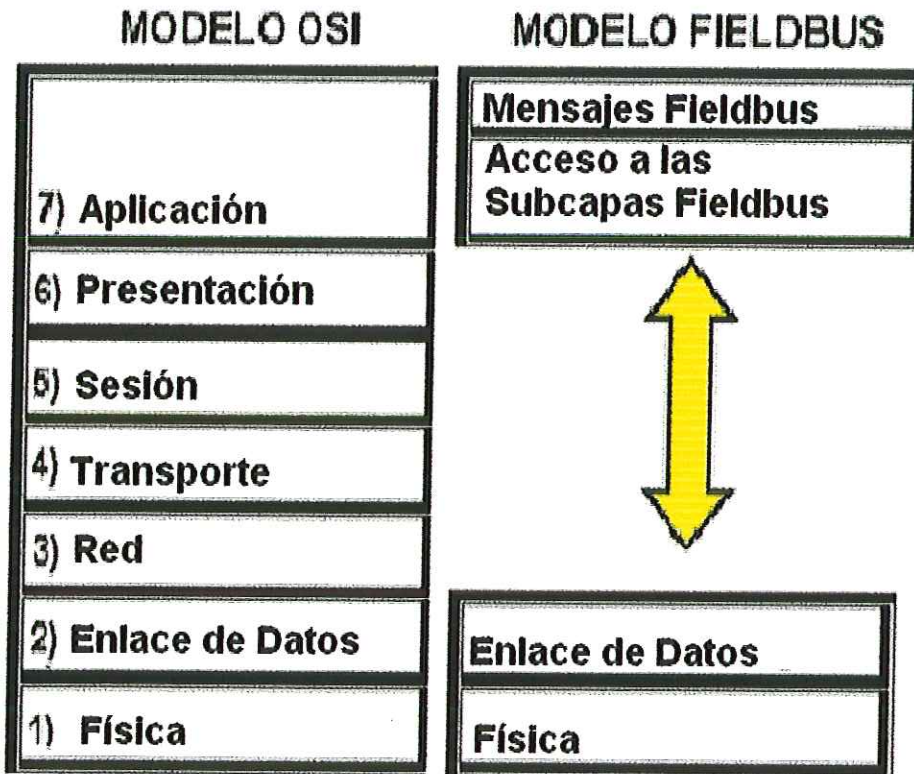 MODELO OSI
7) Aplicación
6) Presentación
5) Sesión
4) Transporte
3) Red
2) Enlace de Datos
1) Física
MODELO FIELDBUS
Mensajes Fieldbus
Acceso a las
Subcapas Fieldbus
Enlace de Datos
Física